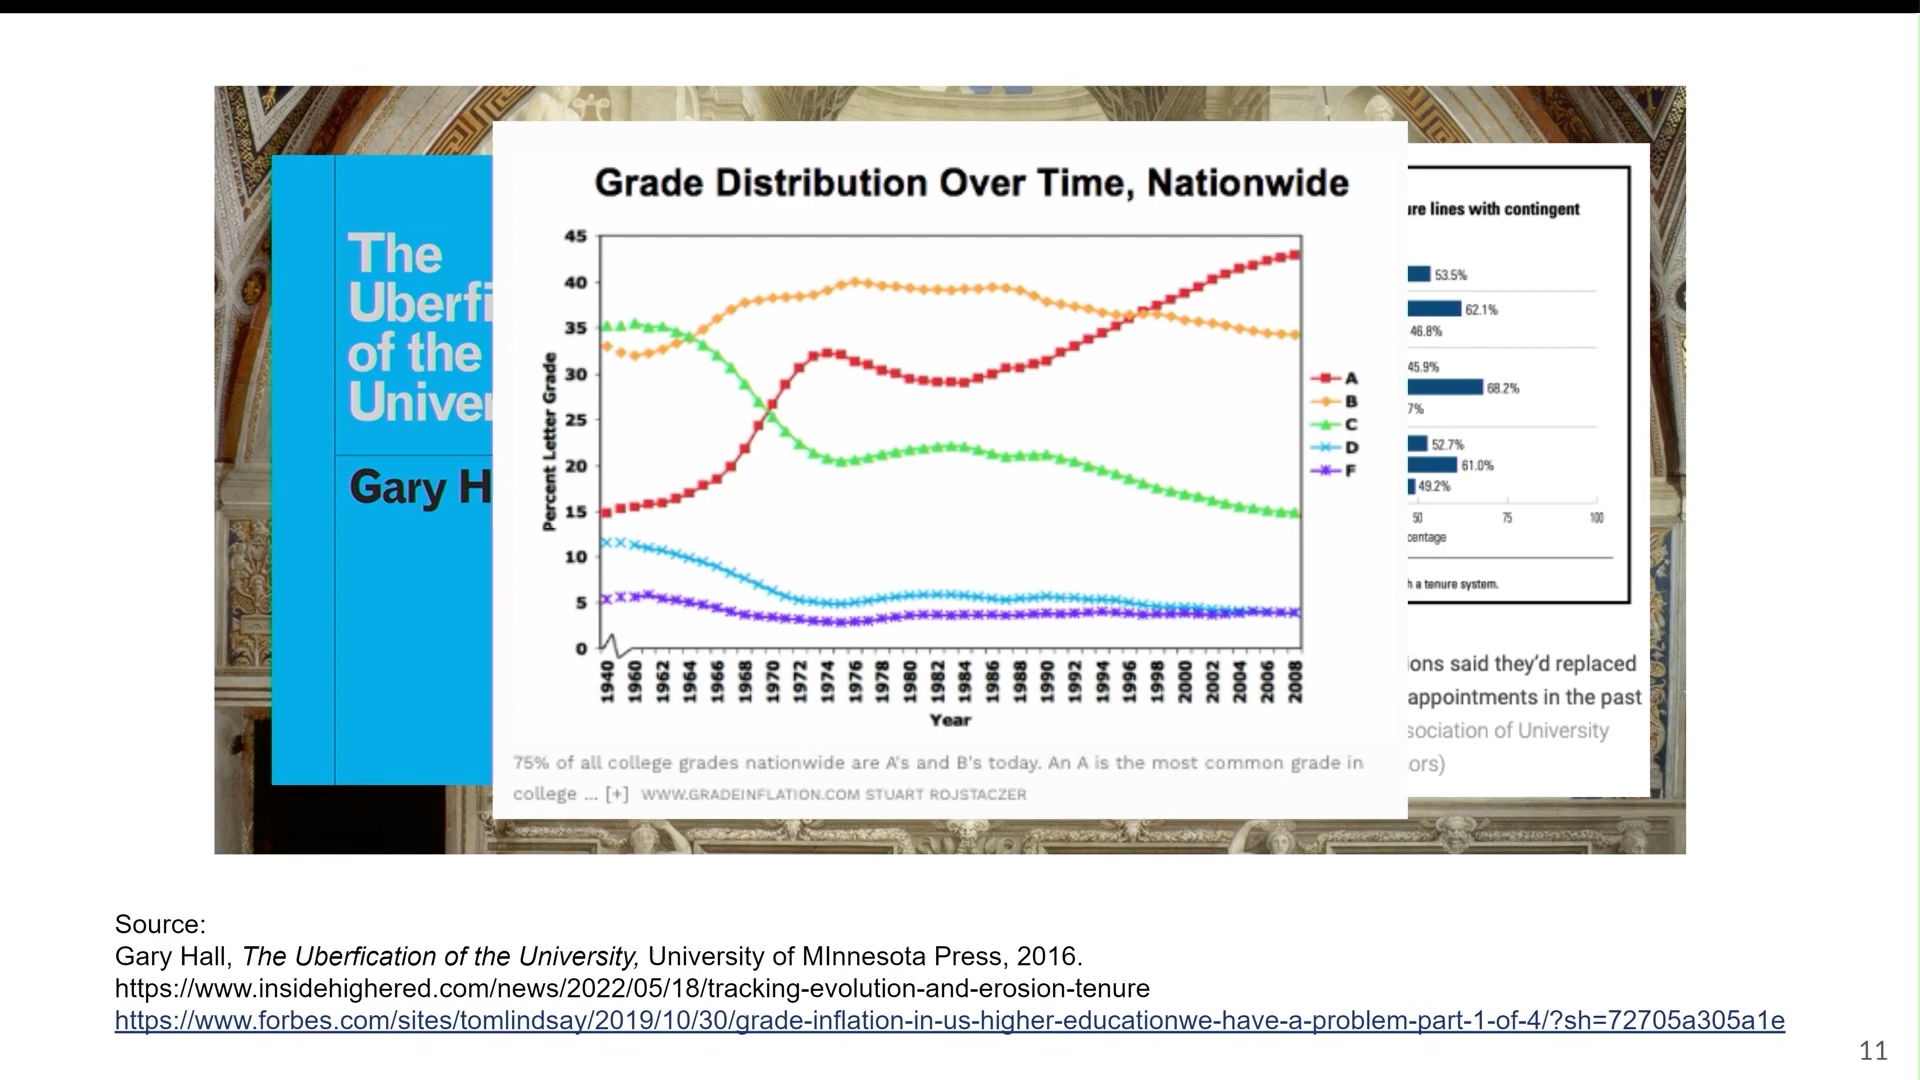 The
Uberfi
of the
Univer
Gary H
Grade Distribution Over Time, Nationwide
45
40
35
30
25
20
15
10
5
0
Percent Letter Grade
1940 1960 1962 1964 1966 1968 1970 1972 1974 1976 1978 1980 1982 1984 1986 1988 1990 1992 1994 1996 1998 2000 2002 2004 2006 2008
Year
A
B
C
D
F
75% of all college grades nationwide are A's and B's today. An A is the most common grade in
college ... [+] WWW.GRADEINFLATION.COM STUART ROJSTACZER
ure lines with contingent
53.5%
62.1%
46.8%
45.9%
68.2%
7%
52.7%
61.0%
49.2%
50 75 100
centage
h a tenure system.
ions said they'd replaced
appointments in the past
sociation of University
ors)
Source:
Gary Hall, The Uberfication of the University, University of MInnesota Press, 2016.
https://www.insidehighered.com/news/2022/05/18/tracking-evolution-and-erosion-tenure
https://www.forbes.com/sites/tomlindsay/2019/10/30/grade-inflation-in-us-higher-educationwe-have-a-problem-part-1-of-4/?sh=72705a305a1e
11